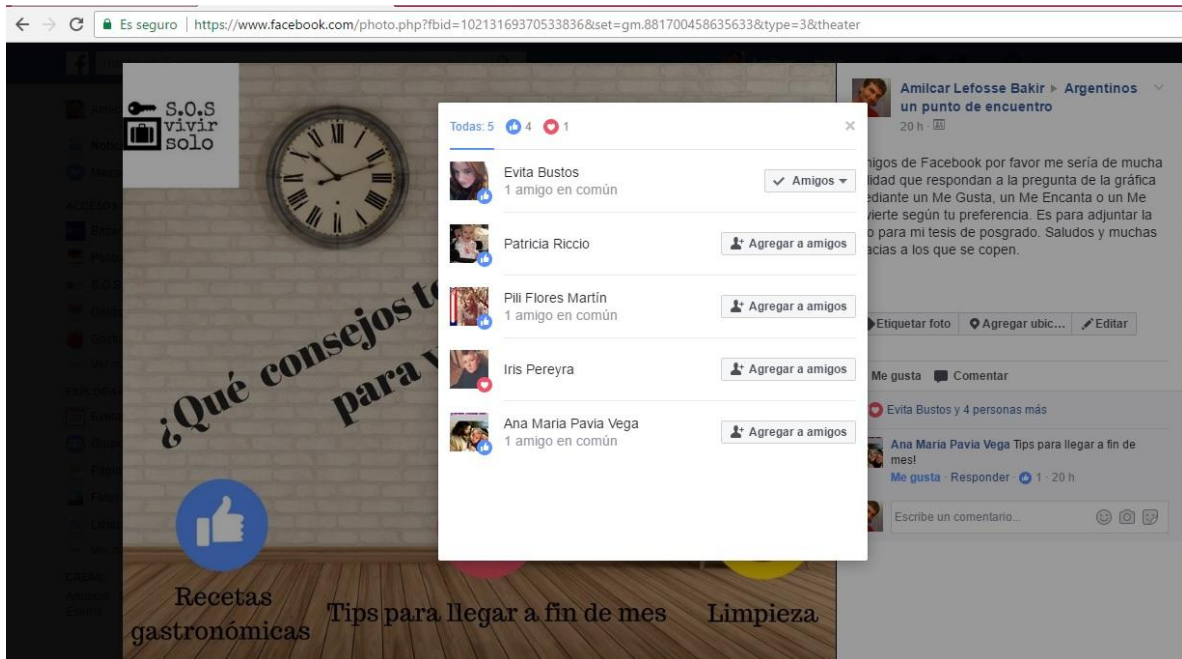 Es seguro | https://www.facebook.com/photo.php?fbid=10213169370533836&set=gm.881700458635633&type=3&theater
S.O.S
vivir
solo
¿Qué consejos
para
Recetas
gastronómicas
Tips para llegar a fin de mes
Limpieza
Todas: 5 4 1
Evita Bustos
1 amigo en común
Amigos
Patricia Riccio
Agregar a amigos
Pili Flores Martín
1 amigo en común
Agregar a amigos
Iris Pereyra
Agregar a amigos
Ana Maria Pavia Vega
1 amigo en común
Agregar a amigos
Amilcar Lefosse Bakir ▸ Argentinos
un punto de encuentro
20 h
de Facebook por favor me sería de mucha
que respondan a la pregunta de la gráfica
un Me Gusta, un Me Encanta o un Me
según tu preferencia. Es para adjuntar la
para mi tesis de posgrado. Saludos y muchas
a los que se copen.
Etiquetar foto Agregar ubic... Editar
Me gusta Comentar
Evita Bustos y 4 personas más
Ana Maria Pavia Vega Tips para llegar a fin de
mes!
Me gusta · Responder · 1 · 20 h
Escribe un comentario...